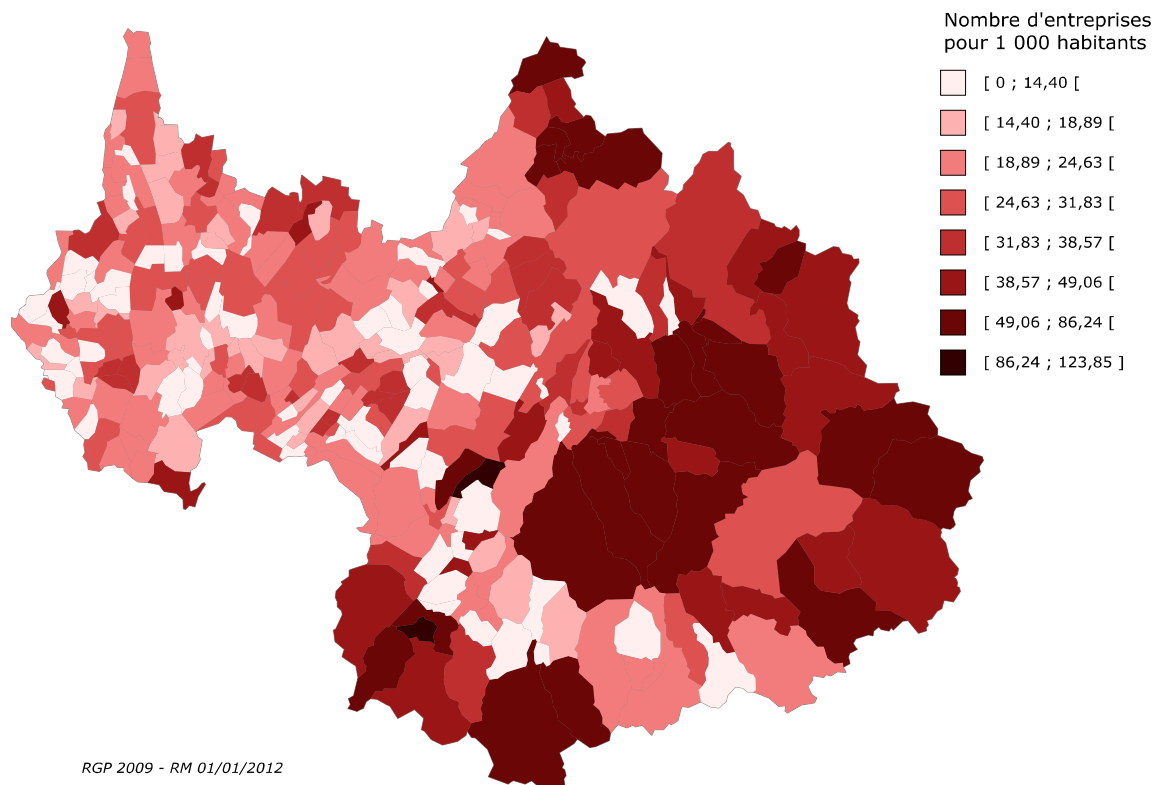 Nombre d'entreprises
pour 1 000 habitants
[ 0 ; 14,40 [
[ 14,40 ; 18,89 [
[ 18,89 ; 24,63 [
[ 24,63 ; 31,83 [
[ 31,83 ; 38,57 [
[ 38,57 ; 49,06 [
[ 49,06 ; 86,24 [
[ 86,24 ; 123,85 ]
RGP 2009 - RM 01/01/2012